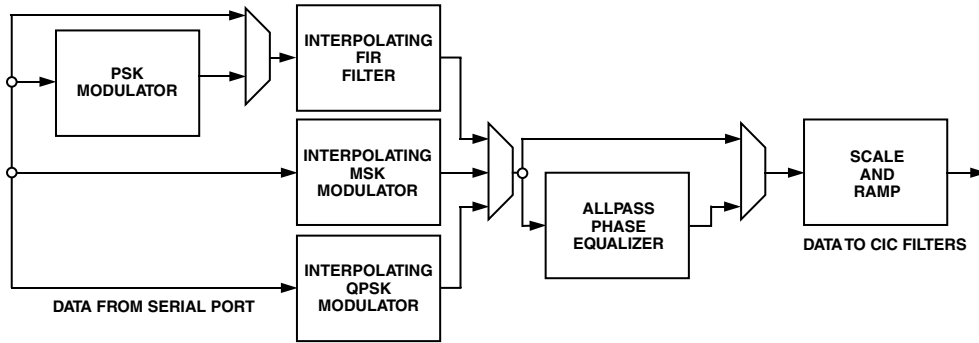 PSK
MODULATOR
INTERPOLATING
FIR
FILTER
INTERPOLATING
MSK
MODULATOR
INTERPOLATING
QPSK
MODULATOR
DATA FROM SERIAL PORT
ALLPASS
PHASE
EQUALIZER
SCALE
AND
RAMP
DATA TO CIC FILTERS